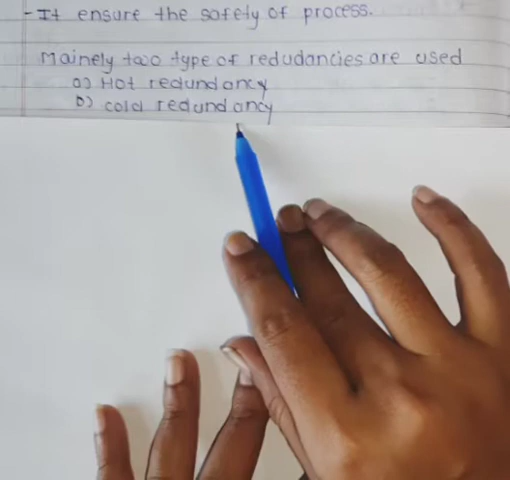 - It ensure the safety of process.
Mainely two type of redudancies are used
a) Hot redundancy
b) cold redundancy